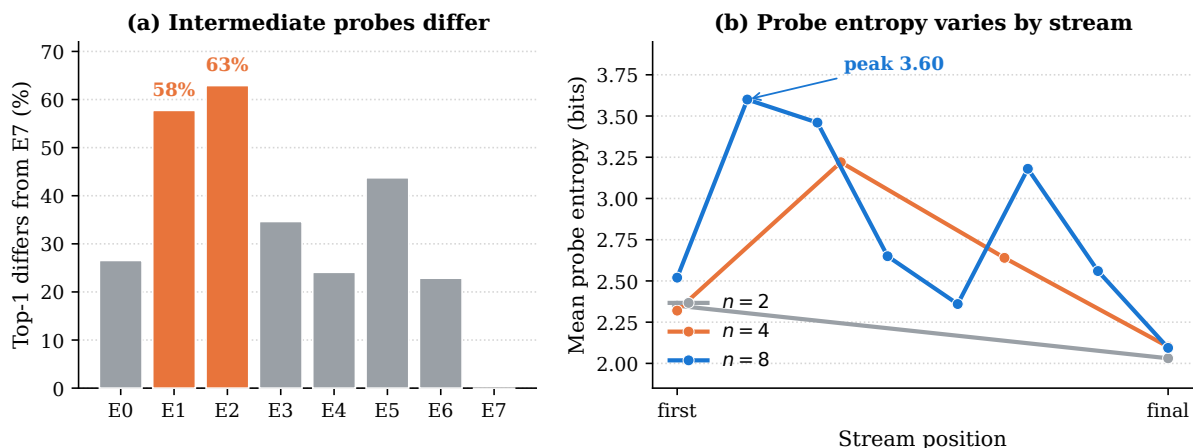 (a) Intermediate probes differ
Top-1 differs from E7 (%)
70
60
50
40
30
20
10
0
58%
63%
E0 E1 E2 E3 E4 E5 E6 E7
(b) Probe entropy varies by stream
Mean probe entropy (bits)
3.75
3.50
3.25
3.00
2.75
2.50
2.25
2.00
peak 3.60
n = 2
n = 4
n = 8
first final
Stream position